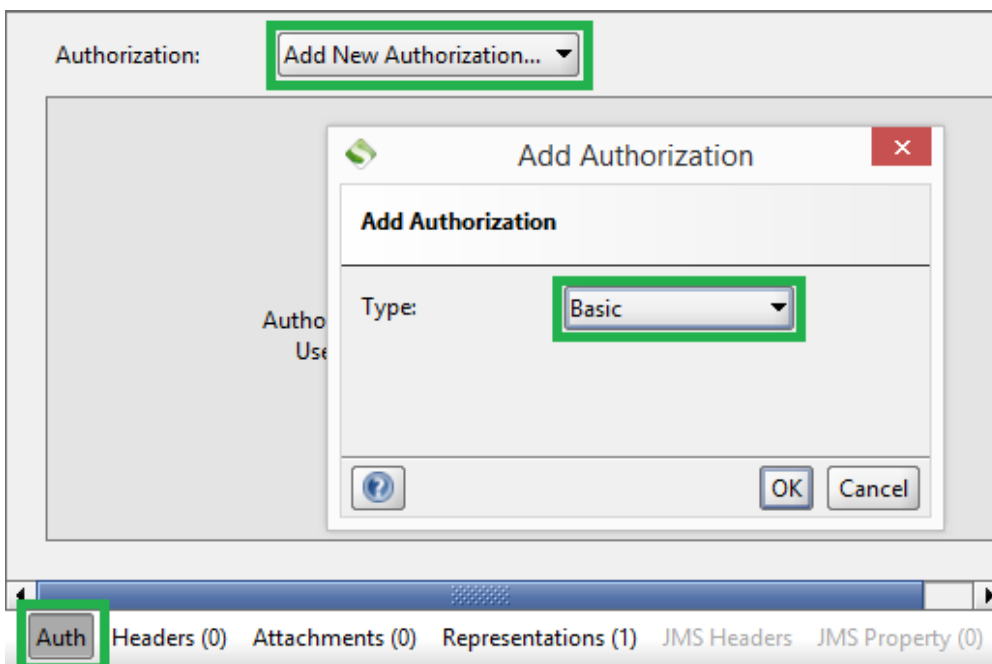 Authorization: Add New Authorization...
Add Authorization
Add Authorization
Type: Basic
Autho
Use
OK Cancel
Auth Headers (0) Attachments (0) Representations (1) JMS Headers JMS Property (0)